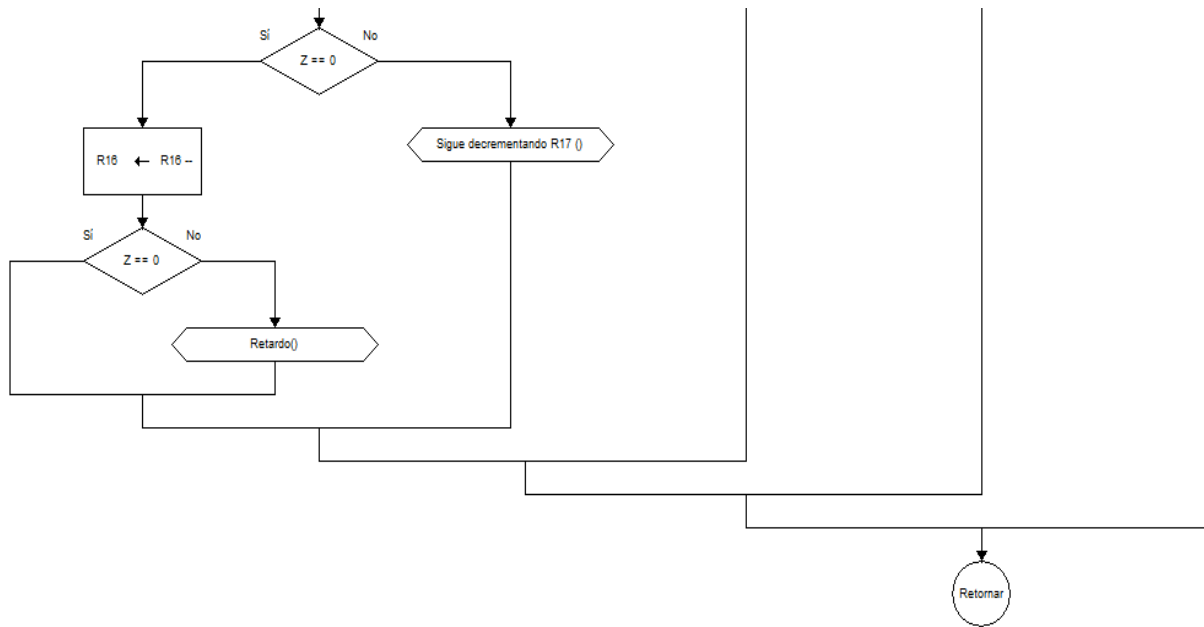 Sí
No
Z == 0
Sigue decrementando R17 ()
R16 ← R16 --
Sí
No
Z == 0
Retardo()
Retornar